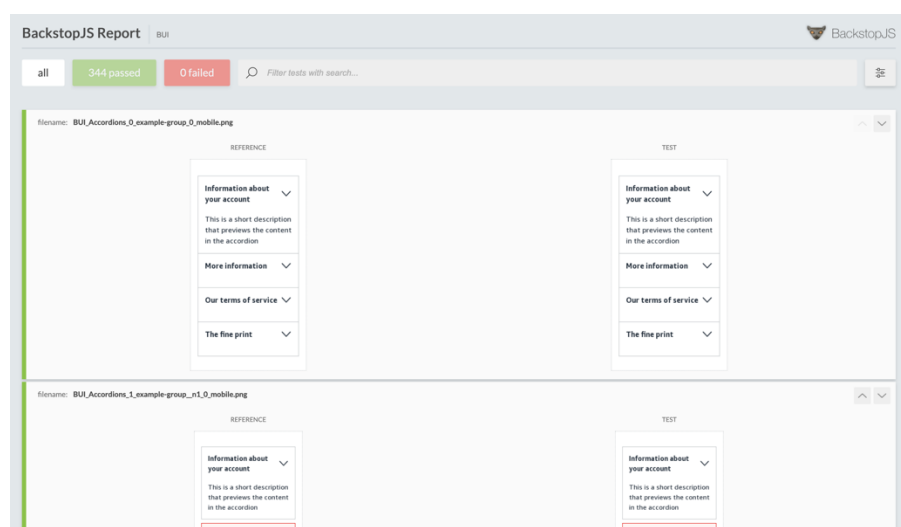 BackstopJS Report BUI BackstopJS
all 344 passed 0 failed Filter tests with search...
filename: BUI_Accordions_0_example-group_0_mobile.png
REFERENCE TEST
Information about Information about
your account your account
This is a short description This is a short description
that previews the content that previews the content
in the accordion in the accordion
More information More information
Our terms of service Our terms of service
The fine print The fine print
filename: BUI_Accordions_1_example-group__n1_0_mobile.png
REFERENCE TEST
Information about Information about
your account your account
This is a short description This is a short description
that previews the content that previews the content
in the accordion in the accordion